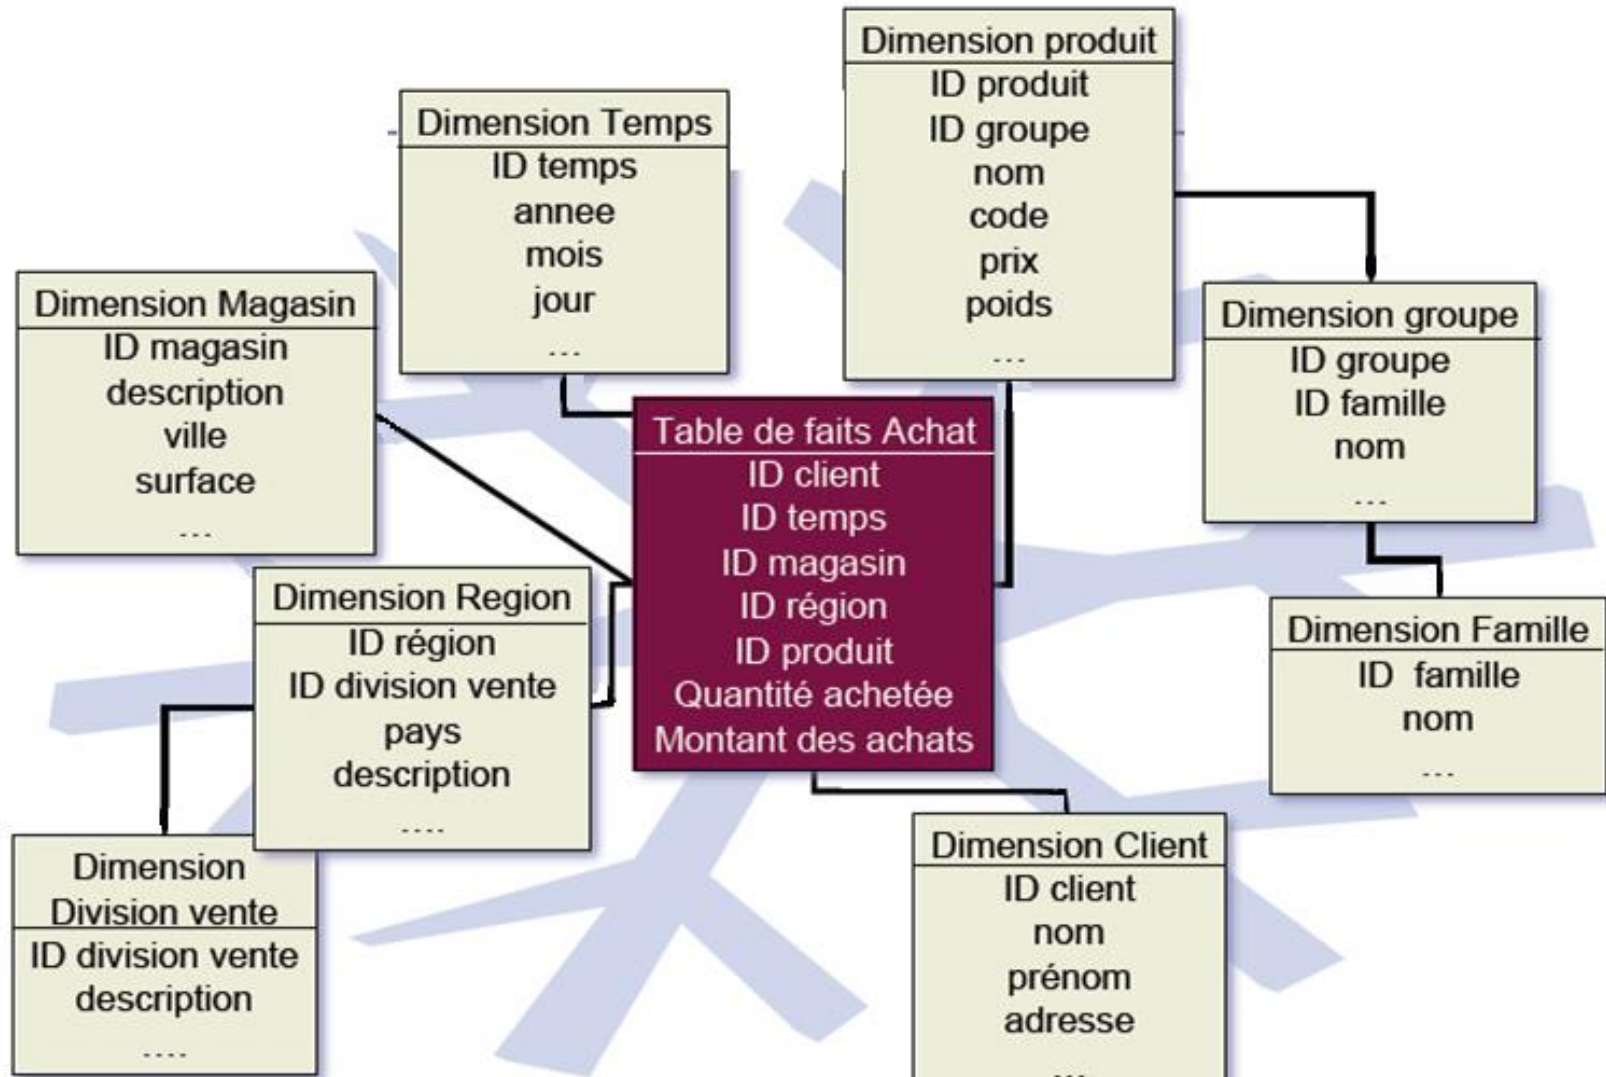 Dimension produit
ID produit
ID groupe
nom
code
prix
poids
...
Dimension Temps
ID temps
annee
mois
jour
...
Dimension Magasin
ID magasin
description
ville
surface
...
Dimension groupe
ID groupe
ID famille
nom
...
Table de faits Achat
ID client
ID temps
ID magasin
ID région
ID produit
Quantité achetée
Montant des achats
Dimension Region
ID région
ID division vente
pays
description
....
Dimension Famille
ID famille
nom
...
Dimension
Division vente
ID division vente
description
....
Dimension Client
ID client
nom
prénom
adresse
...